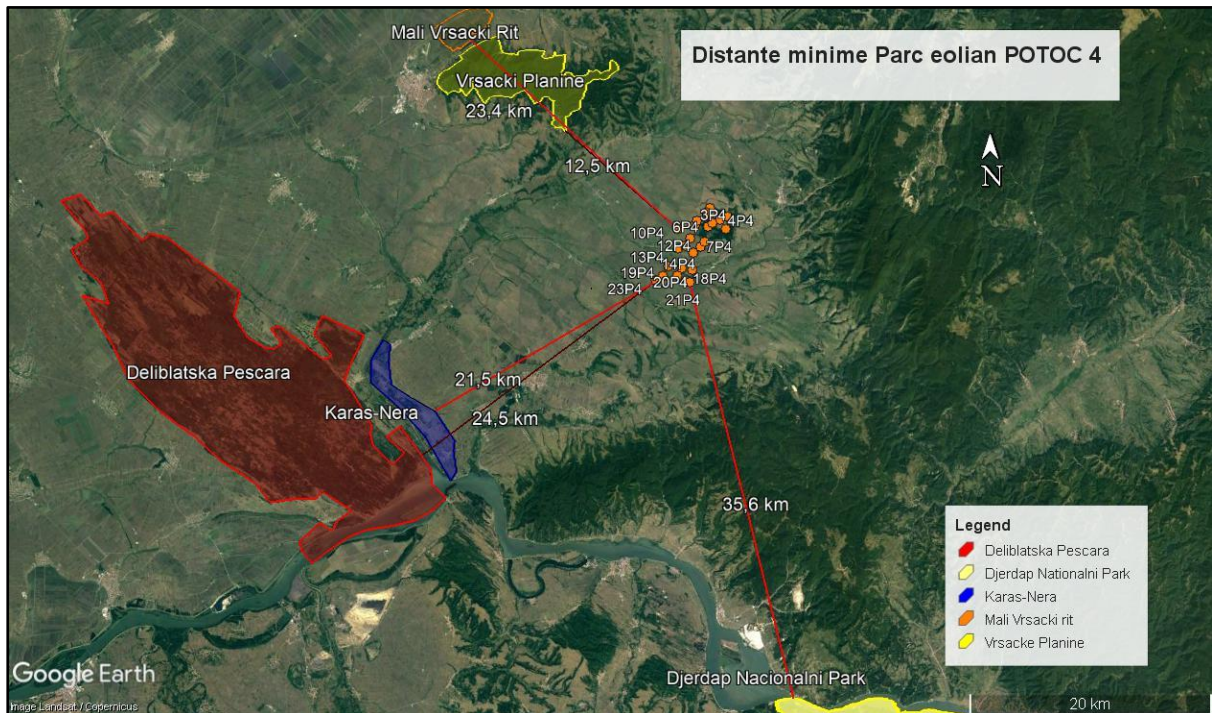 Mali Vrsacki Rit
Distante minime Parc eolian POTOC 4
Vrsacki Planine
23,4 km
12,5 km
N
3P4
4P4
6P4
10P4
12P4
7P4
13P4
14P4
19P4
18P4
20P4
23P4
21P4
Deliblatska Pescara
21,5 km
Karas-Nera
24,5 km
35,6 km
Legend
Deliblatska Pescara
Djerdap Nationalni Park
Karas-Nera
Mali Vrsacki rit
Vrsacke Planine
Djerdap Nacionalni Park
Google Earth
Image Landsat / Copernicus
20 km